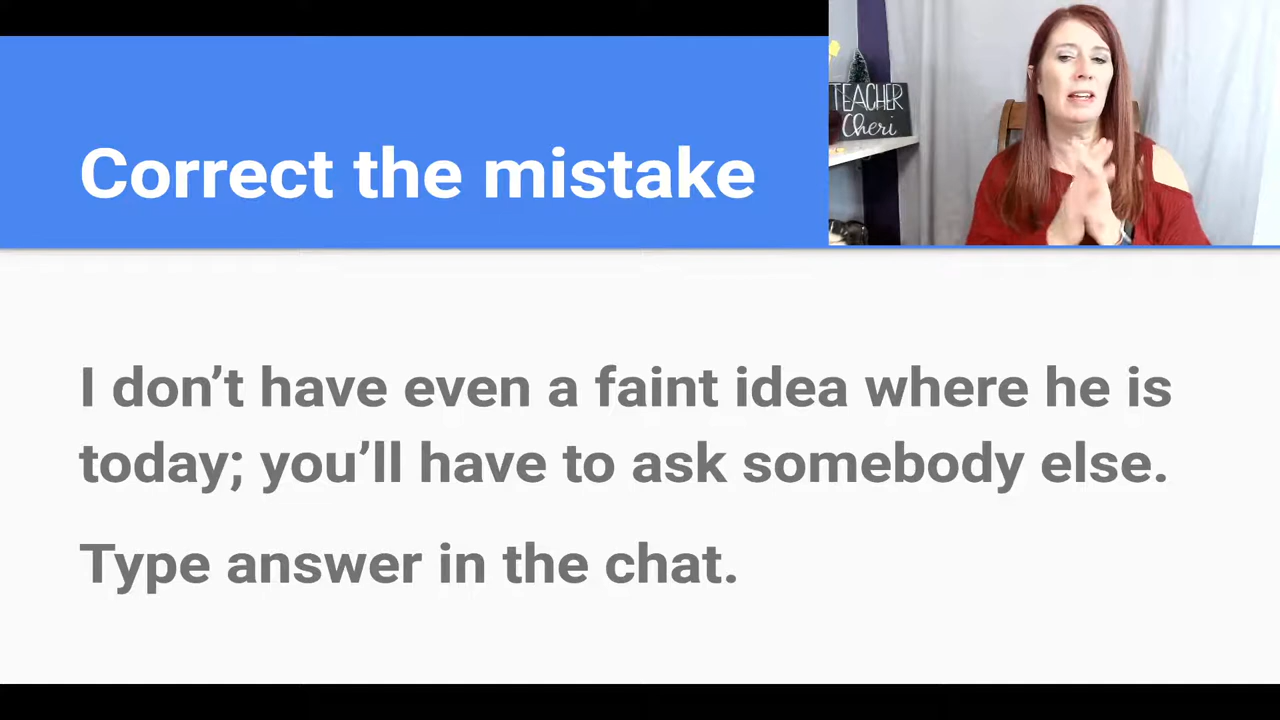 Correct the mistake
TEACHER
Cheri
I don’t have even a faint idea where he is
today; you’ll have to ask somebody else.
Type answer in the chat.